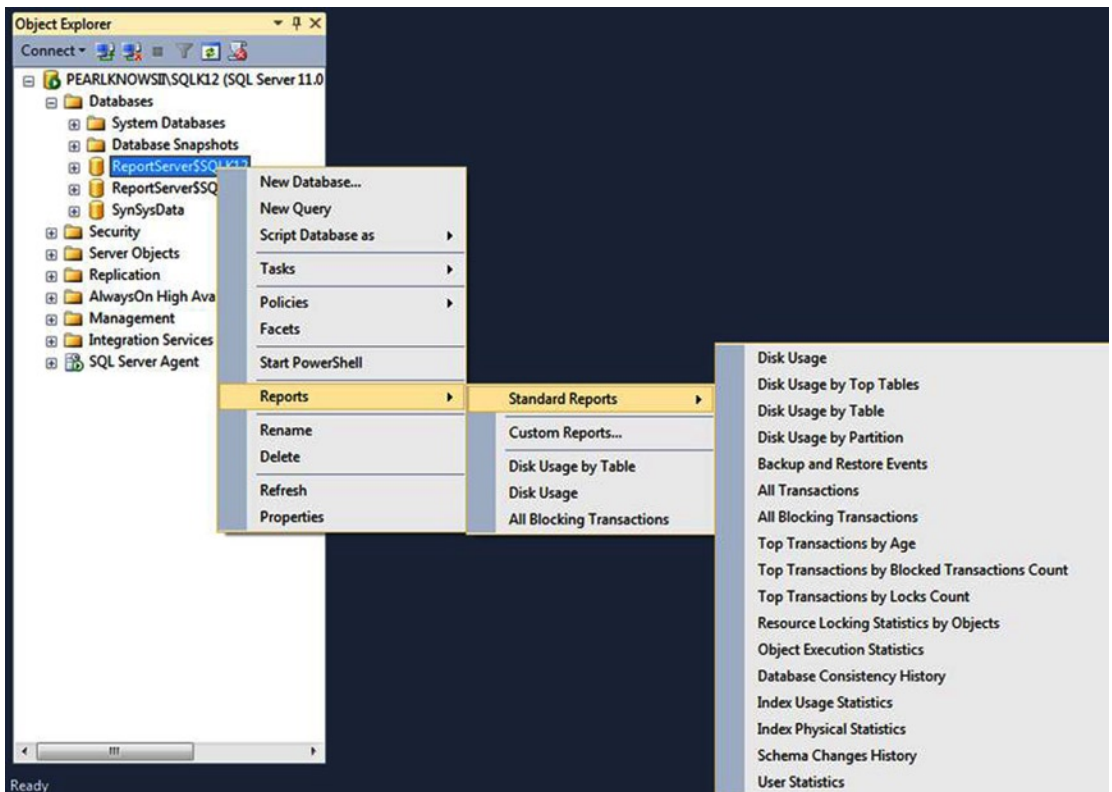 Object Explorer
Connect
PEARLKNOWSII\SQLK12 (SQL Server 11.0
Databases
System Databases
Database Snapshots
ReportServer$SQLK12
ReportServer$SQ
SynSysData
Security
Server Objects
Replication
AlwaysOn High Ava
Management
Integration Services
SQL Server Agent
New Database...
New Query
Script Database as
Tasks
Policies
Facets
Start PowerShell
Reports
Rename
Delete
Refresh
Properties
Standard Reports
Custom Reports...
Disk Usage by Table
Disk Usage
All Blocking Transactions
Disk Usage
Disk Usage by Top Tables
Disk Usage by Table
Disk Usage by Partition
Backup and Restore Events
All Transactions
All Blocking Transactions
Top Transactions by Age
Top Transactions by Blocked Transactions Count
Top Transactions by Locks Count
Resource Locking Statistics by Objects
Object Execution Statistics
Database Consistency History
Index Usage Statistics
Index Physical Statistics
Schema Changes History
User Statistics
Ready